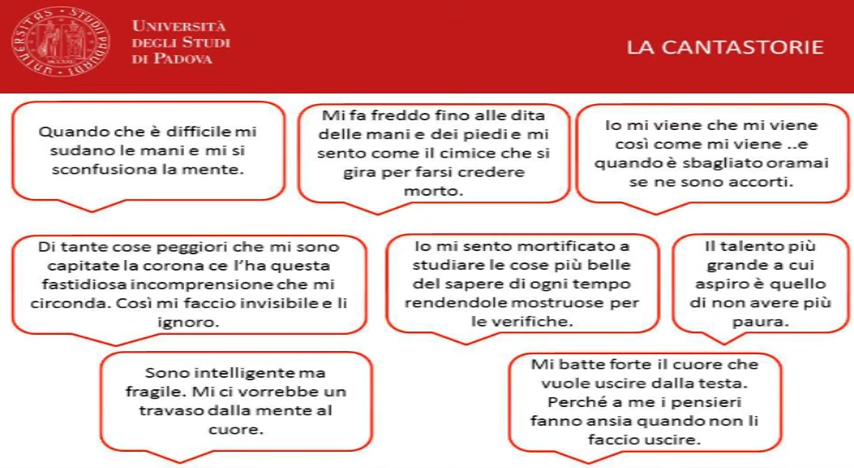 UNIVERSITÀ
DEGLI STUDI
DI PADOVA
LA CANTASTORIE
Quando che è difficile mi
sudano le mani e mi si
sconfusiona la mente.
Mi fa freddo fino alle dita
delle mani e dei piedi e mi
sento come il cimice che si
gira per farsi credere
morto.
Io mi viene che mi viene
così come mi viene ..e
quando è sbagliato oramai
se ne sono accorti.
Di tante cose peggiori che mi sono
capitate la corona ce l'ha questa
fastidiosa incomprensione che mi
circonda. Così mi faccio invisibile e li
ignoro.
Io mi sento mortificato a
studiare le cose più belle
del sapere di ogni tempo
rendendole mostruose per
le verifiche.
Il talento più
grande a cui
aspiro è quello
di non avere più
paura.
Sono intelligente ma
fragile. Mi ci vorrebbe un
travaso dalla mente al
cuore.
Mi batte forte il cuore che
vuole uscire dalla testa.
Perché a me i pensieri
fanno ansia quando non li
faccio uscire.